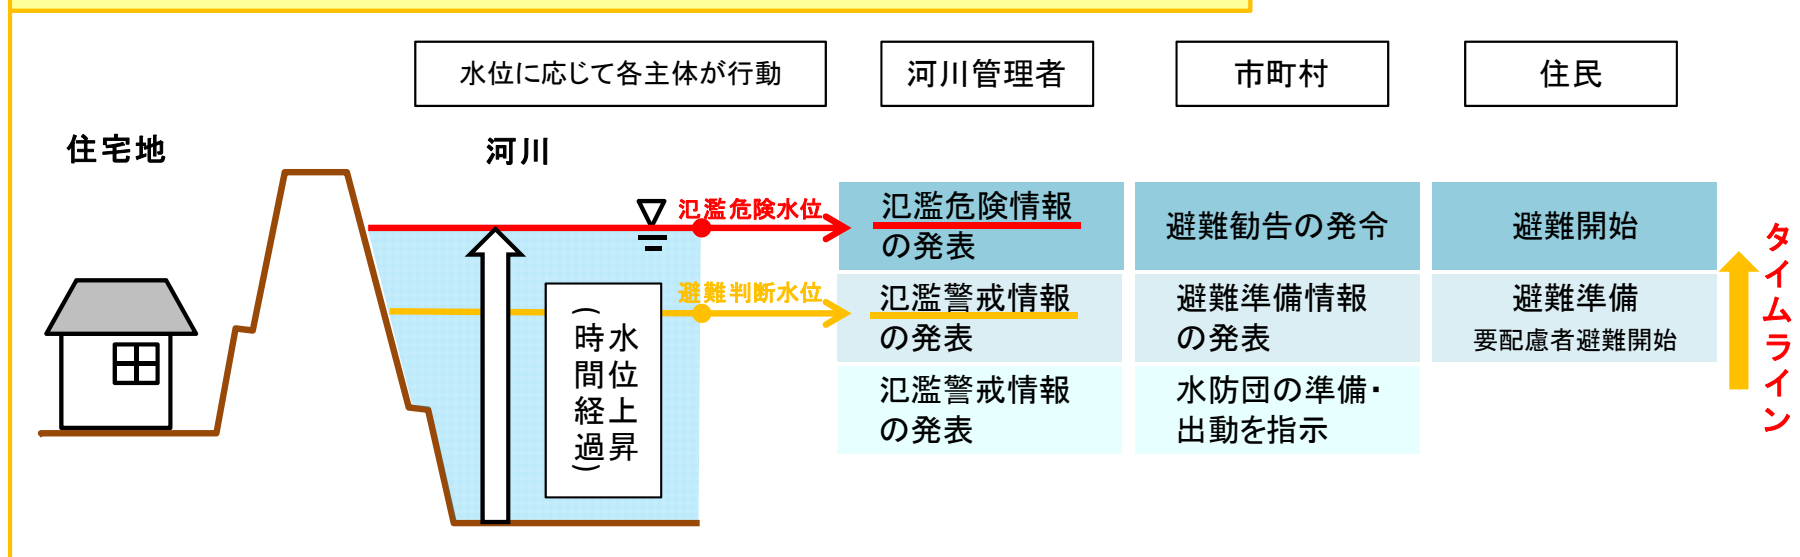 水位に応じて各主体が行動
河川管理者
市町村
住民
住宅地
河川
氾濫危険水位
氾濫危険情報
の発表
避難勧告の発令
避難開始
避難判断水位
氾濫警戒情報
の発表
避難準備情報
の発表
避難準備
要配慮者避難開始
氾濫警戒情報
の発表
水防団の準備・
出動を指示
水位上昇
(時間経過)
タイムライン